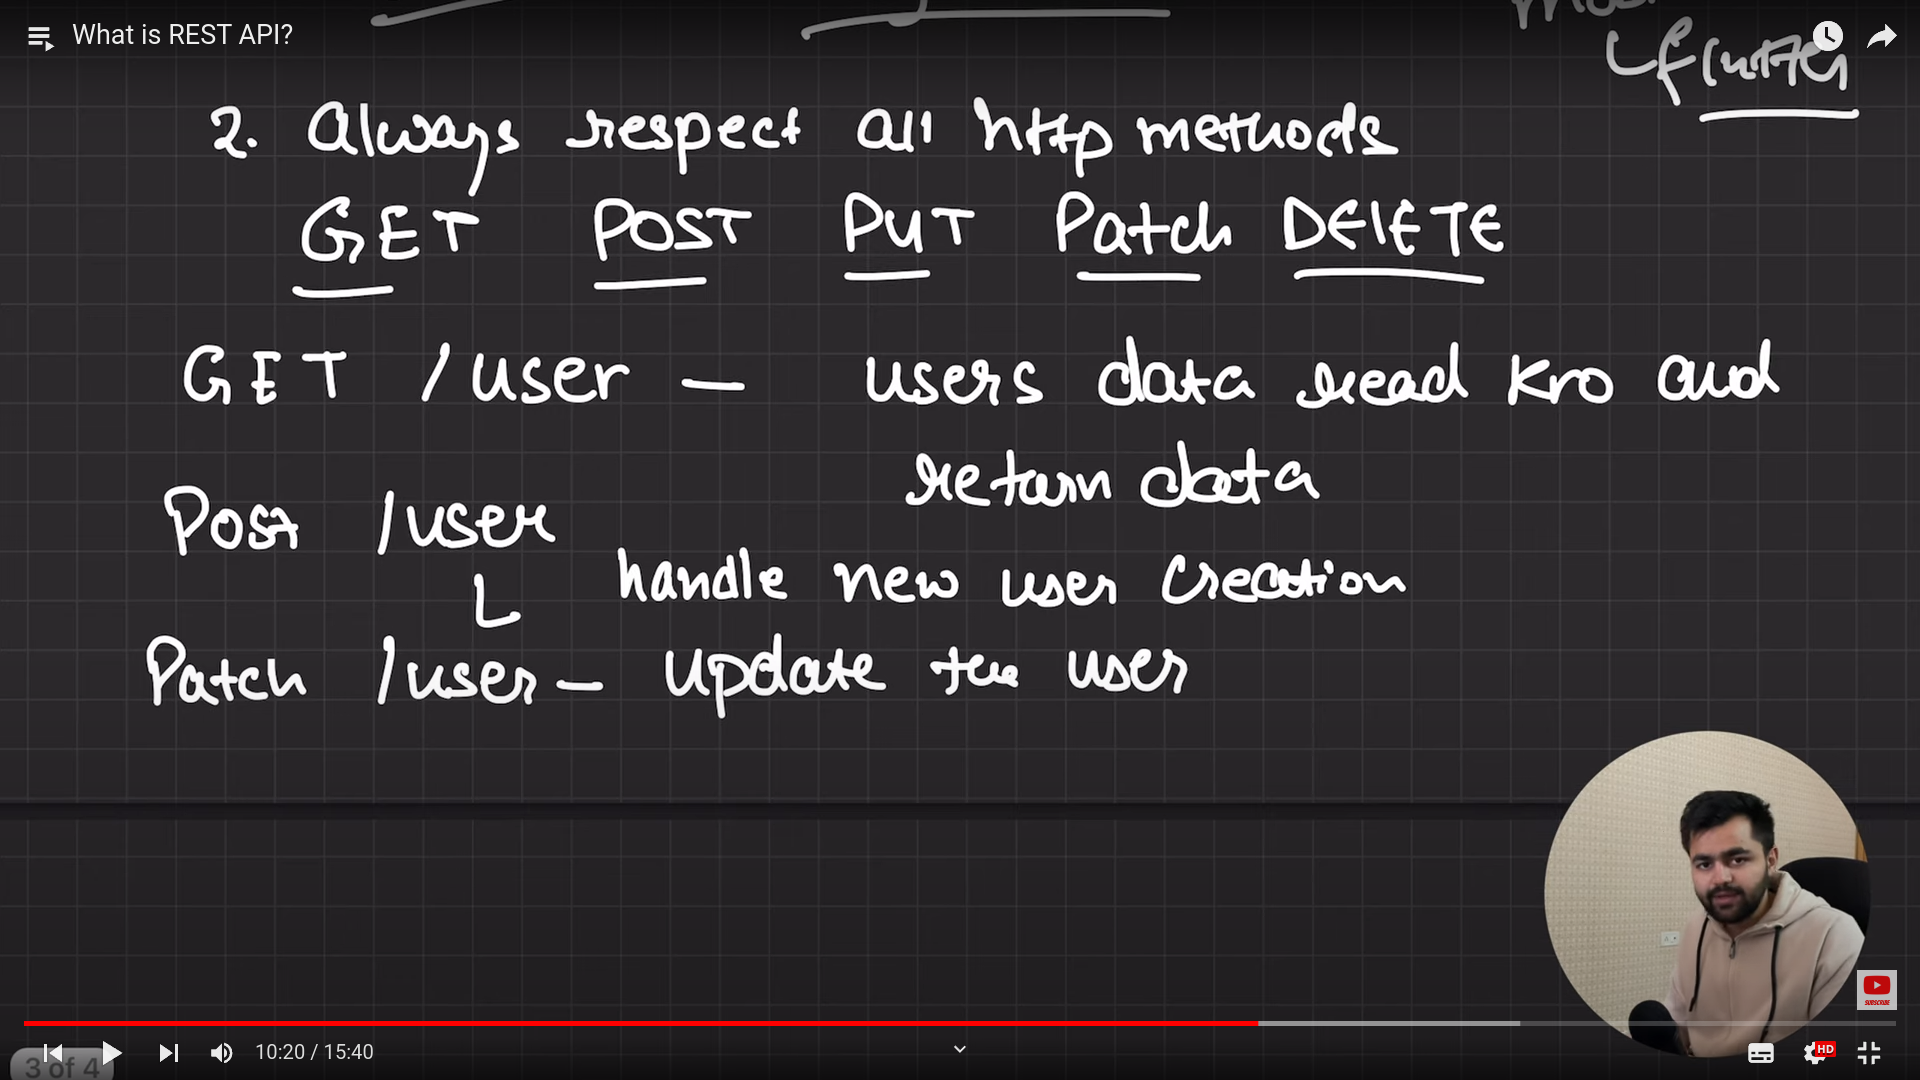 What is REST API?
flutter
2. Always respect all http methods
GET POST PUT Patch DELETE
GET /user — users data read kro and
return data
Post /user
handle new user creation
Patch /user — update the user
SUBSCRIBE
10:20 / 15:40
HD
3 of 4